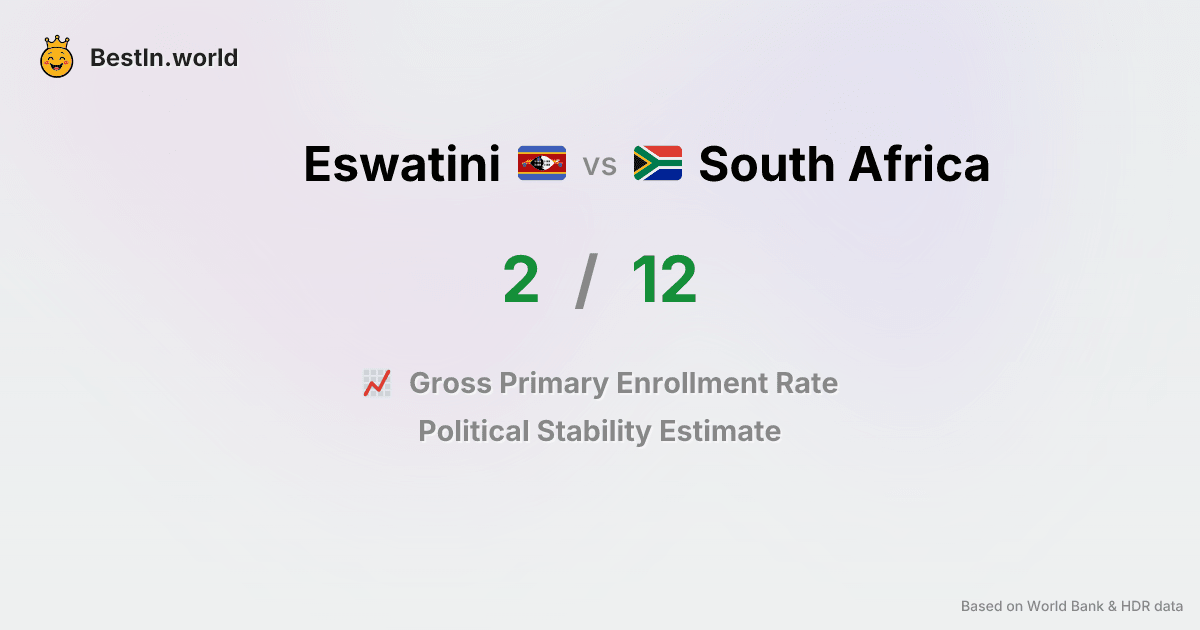 BestIn.world
Eswatini vs South Africa
2 / 12
Gross Primary Enrollment Rate
Political Stability Estimate
Based on World Bank & HDR data